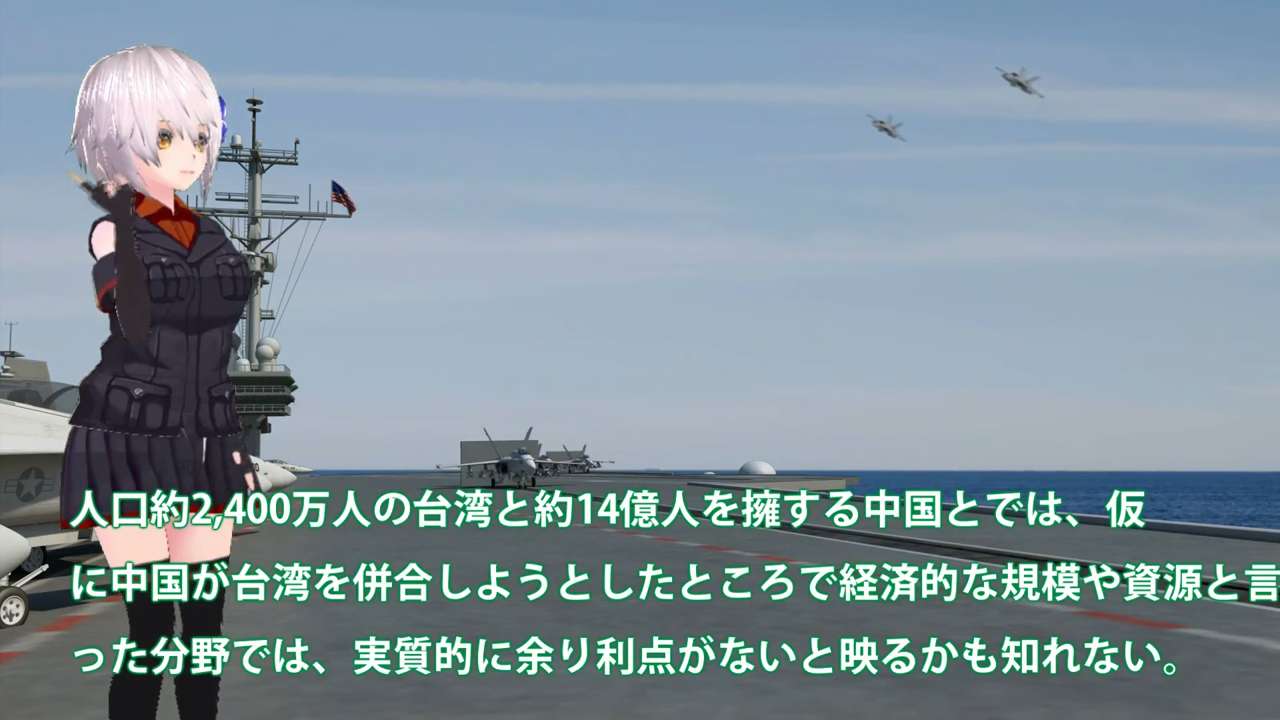 人口約2,400万人の台湾と約14億人を擁する中国とでは、仮
に中国が台湾を併合しようとしたところで経済的な規模や資源と言
った分野では、実質的に余り利点がないと映るかも知れない。